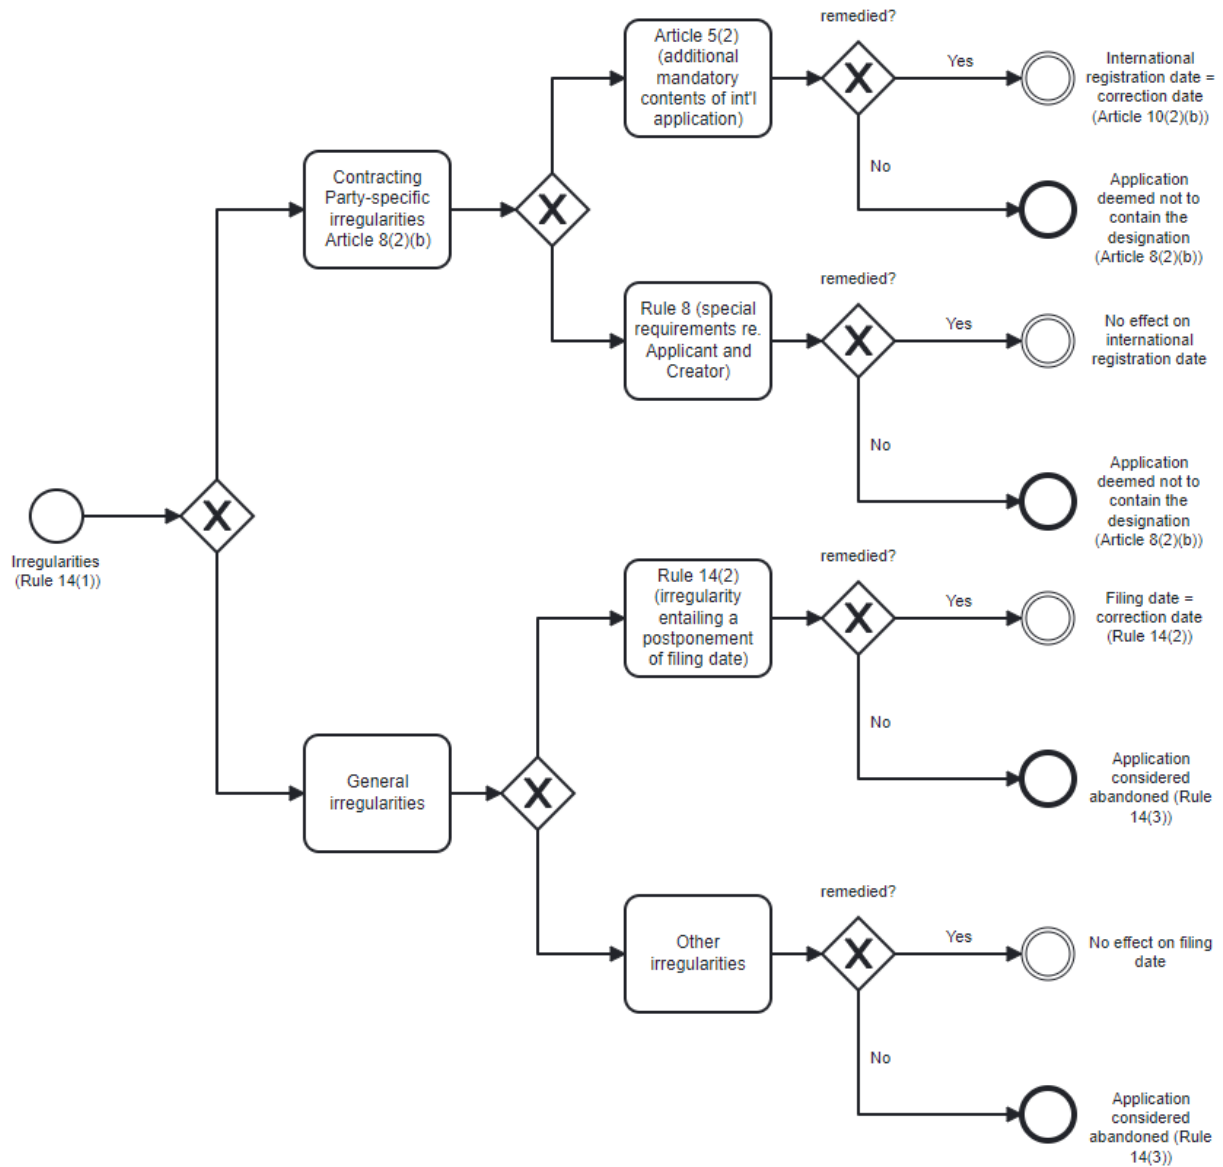 remedied?
Article 5(2)
(additional
mandatory
contents of int'l
application)
Yes
International
registration date =
correction date
(Article 10(2)(b))
No
Application
deemed not to
contain the
designation
(Article 8(2)(b))
Contracting
Party-specific
irregularities
Article 8(2)(b)
X
X
remedied?
Rule 8 (special
requirements re.
Applicant and
Creator)
X
Yes
No effect on
international
registration date
No
Application
deemed not to
contain the
designation
(Article 8(2)(b))
X
Irregularities
(Rule 14(1))
remedied?
Rule 14(2)
(irregularity
entailing a
postponement
of filing date)
X
Yes
Filing date =
correction date
(Rule 14(2))
No
Application
considered
abandoned (Rule
14(3))
General
irregularities
X
remedied?
Other
irregularities
X
Yes
No effect on filing
date
No
Application
considered
abandoned (Rule
14(3))